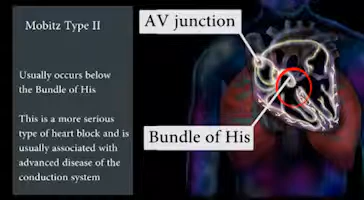 Mobitz Type II
Usually occurs below
the Bundle of His
This is a more serious
type of heart block and is
usually associated with
advanced disease of the
conduction system
AV junction
Bundle of His